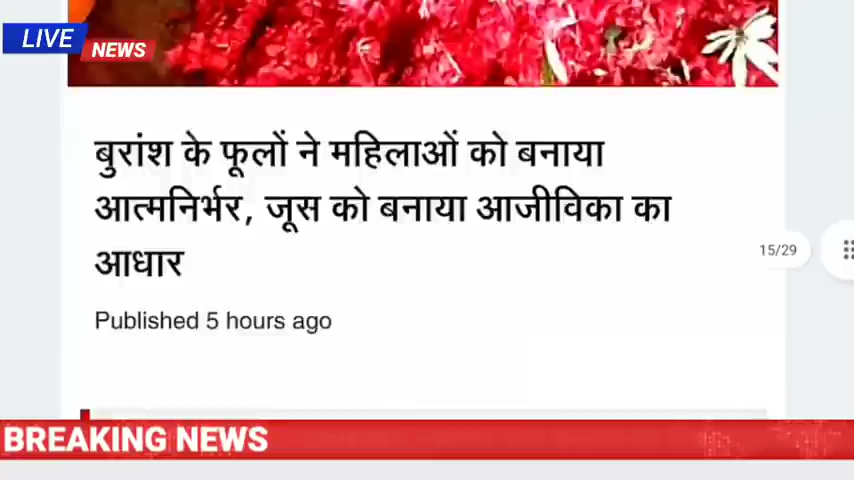 LIVE
NEWS
बुरांश के फूलों ने महिलाओं को बनाया
आत्मनिर्भर, जूस को बनाया आजीविका का
आधार
15/29
Published 5 hours ago
BREAKING NEWS